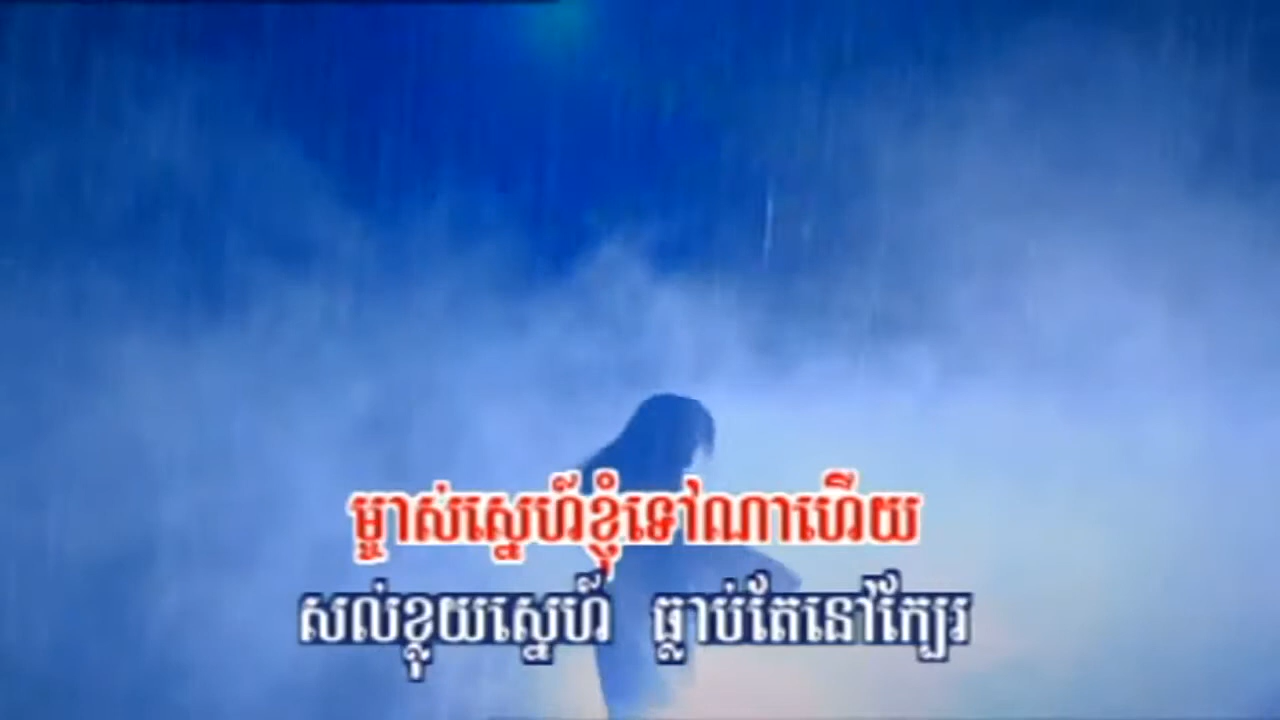 ម្ចាស់ស្នេហ៍ខ្ញុំទៅណាហើយ
សល់ខ្លុយស្នេហ៍ ធ្លាប់តែនៅក្បែរ